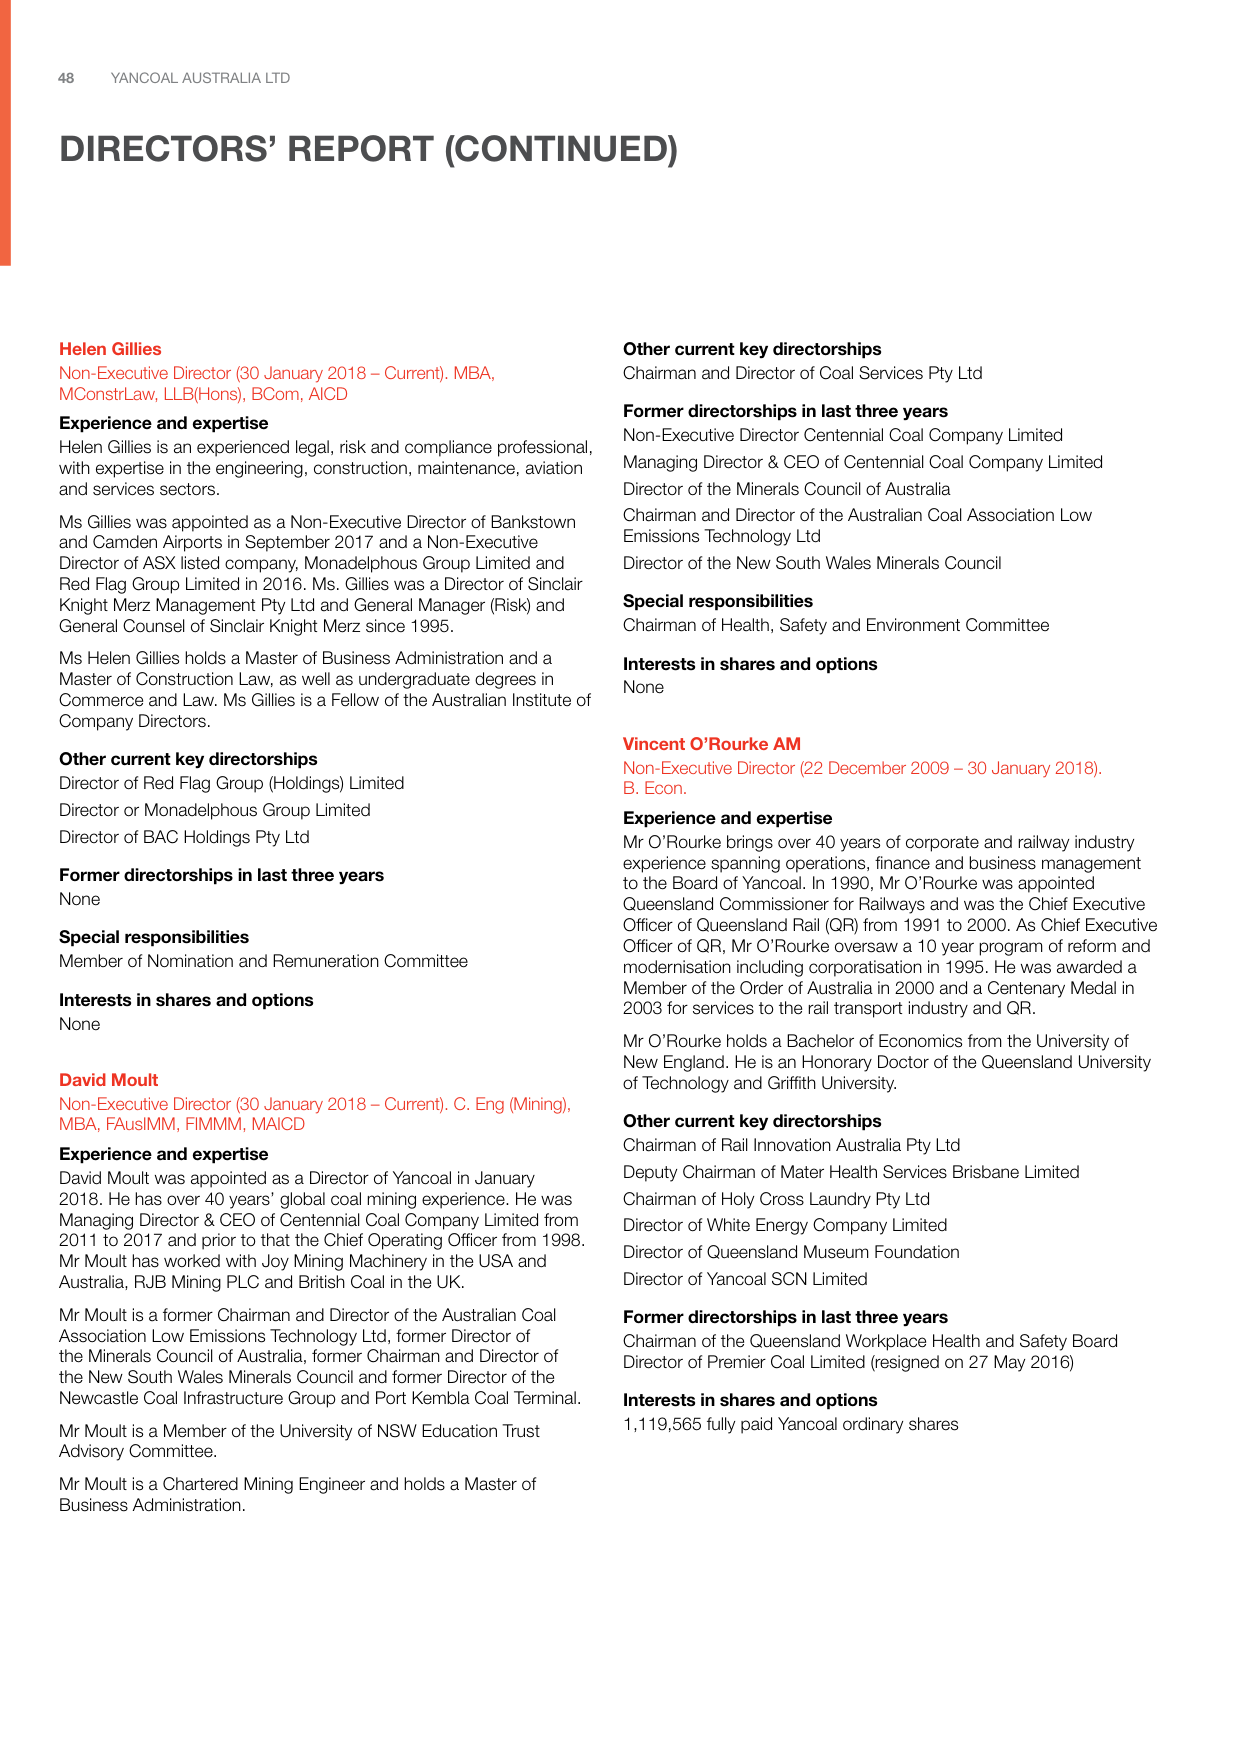 48 YANCOAL AUSTRALIA LTD
DIRECTORS’ REPORT (CONTINUED)
Helen Gillies
Non-Executive Director (30 January 2018 – Current). MBA,
MConstrLaw, LLB(Hons), BCom, AICD
Experience and expertise
Helen Gillies is an experienced legal, risk and compliance professional,
with expertise in the engineering, construction, maintenance, aviation
and services sectors.
Ms Gillies was appointed as a Non-Executive Director of Bankstown
and Camden Airports in September 2017 and a Non-Executive
Director of ASX listed company, Monadelphous Group Limited and
Red Flag Group Limited in 2016. Ms. Gillies was a Director of Sinclair
Knight Merz Management Pty Ltd and General Manager (Risk) and
General Counsel of Sinclair Knight Merz since 1995.
Ms Helen Gillies holds a Master of Business Administration and a
Master of Construction Law, as well as undergraduate degrees in
Commerce and Law. Ms Gillies is a Fellow of the Australian Institute of
Company Directors.
Other current key directorships
Director of Red Flag Group (Holdings) Limited
Director or Monadelphous Group Limited
Director of BAC Holdings Pty Ltd
Former directorships in last three years
None
Special responsibilities
Member of Nomination and Remuneration Committee
Interests in shares and options
None
David Moult
Non-Executive Director (30 January 2018 – Current). C. Eng (Mining),
MBA, FAusIMM, FIMMM, MAICD
Experience and expertise
David Moult was appointed as a Director of Yancoal in January
2018. He has over 40 years’ global coal mining experience. He was
Managing Director & CEO of Centennial Coal Company Limited from
2011 to 2017 and prior to that the Chief Operating Officer from 1998.
Mr Moult has worked with Joy Mining Machinery in the USA and
Australia, RJB Mining PLC and British Coal in the UK.
Mr Moult is a former Chairman and Director of the Australian Coal
Association Low Emissions Technology Ltd, former Director of
the Minerals Council of Australia, former Chairman and Director of
the New South Wales Minerals Council and former Director of the
Newcastle Coal Infrastructure Group and Port Kembla Coal Terminal.
Mr Moult is a Member of the University of NSW Education Trust
Advisory Committee.
Mr Moult is a Chartered Mining Engineer and holds a Master of
Business Administration.
Other current key directorships
Chairman and Director of Coal Services Pty Ltd
Former directorships in last three years
Non-Executive Director Centennial Coal Company Limited
Managing Director & CEO of Centennial Coal Company Limited
Director of the Minerals Council of Australia
Chairman and Director of the Australian Coal Association Low
Emissions Technology Ltd
Director of the New South Wales Minerals Council
Special responsibilities
Chairman of Health, Safety and Environment Committee
Interests in shares and options
None
Vincent O’Rourke AM
Non-Executive Director (22 December 2009 – 30 January 2018).
B. Econ.
Experience and expertise
Mr O’Rourke brings over 40 years of corporate and railway industry
experience spanning operations, finance and business management
to the Board of Yancoal. In 1990, Mr O’Rourke was appointed
Queensland Commissioner for Railways and was the Chief Executive
Officer of Queensland Rail (QR) from 1991 to 2000. As Chief Executive
Officer of QR, Mr O’Rourke oversaw a 10 year program of reform and
modernisation including corporatisation in 1995. He was awarded a
Member of the Order of Australia in 2000 and a Centenary Medal in
2003 for services to the rail transport industry and QR.
Mr O’Rourke holds a Bachelor of Economics from the University of
New England. He is an Honorary Doctor of the Queensland University
of Technology and Griffith University.
Other current key directorships
Chairman of Rail Innovation Australia Pty Ltd
Deputy Chairman of Mater Health Services Brisbane Limited
Chairman of Holy Cross Laundry Pty Ltd
Director of White Energy Company Limited
Director of Queensland Museum Foundation
Director of Yancoal SCN Limited
Former directorships in last three years
Chairman of the Queensland Workplace Health and Safety Board
Director of Premier Coal Limited (resigned on 27 May 2016)
Interests in shares and options
1,119,565 fully paid Yancoal ordinary shares